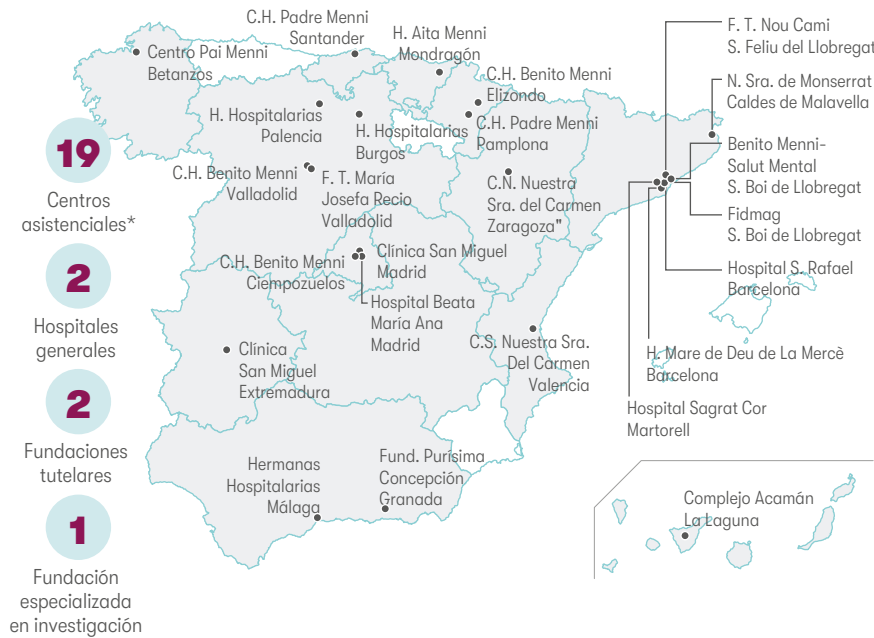 19
Centros
asistenciales*
2
Hospitales
generales
2
Fundaciones
tutelares
1
Fundación
especializada
en investigación
Centro Pai Menni
Betanzos
C.H. Padre Menni
Santander
H. Aita Menni
Mondragón
C.H. Benito Menni
Elizondo
C.H. Padre Menni
Pamplona
H. Hospitalarias
Palencia
H. Hospitalarias
Burgos
C.H. Benito Menni
Valladolid
F. T. María
Josefa Recio
Valladolid
C.N. Nuestra
Sra. del Carmen
Zaragoza"
C.H. Benito Menni
Ciempozuelos
Clínica San Miguel
Madrid
Hospital Beata
María Ana
Madrid
Clínica
San Miguel
Extremadura
C.S. Nuestra Sra.
Del Carmen
Valencia
Hermanas
Hospitalarias
Málaga
Fund. Purísima
Concepción
Granada
F. T. Nou Cami
S. Feliu del Llobregat
N. Sra. de Monserrat
Caldes de Malavella
Benito Menni-
Salut Mental
S. Boi de Llobregat
Fidmag
S. Boi de Llobregat
Hospital S. Rafael
Barcelona
H. Mare de Deu de La Mercè
Barcelona
Hospital Sagrat Cor
Martorell
Complejo Acamán
La Laguna